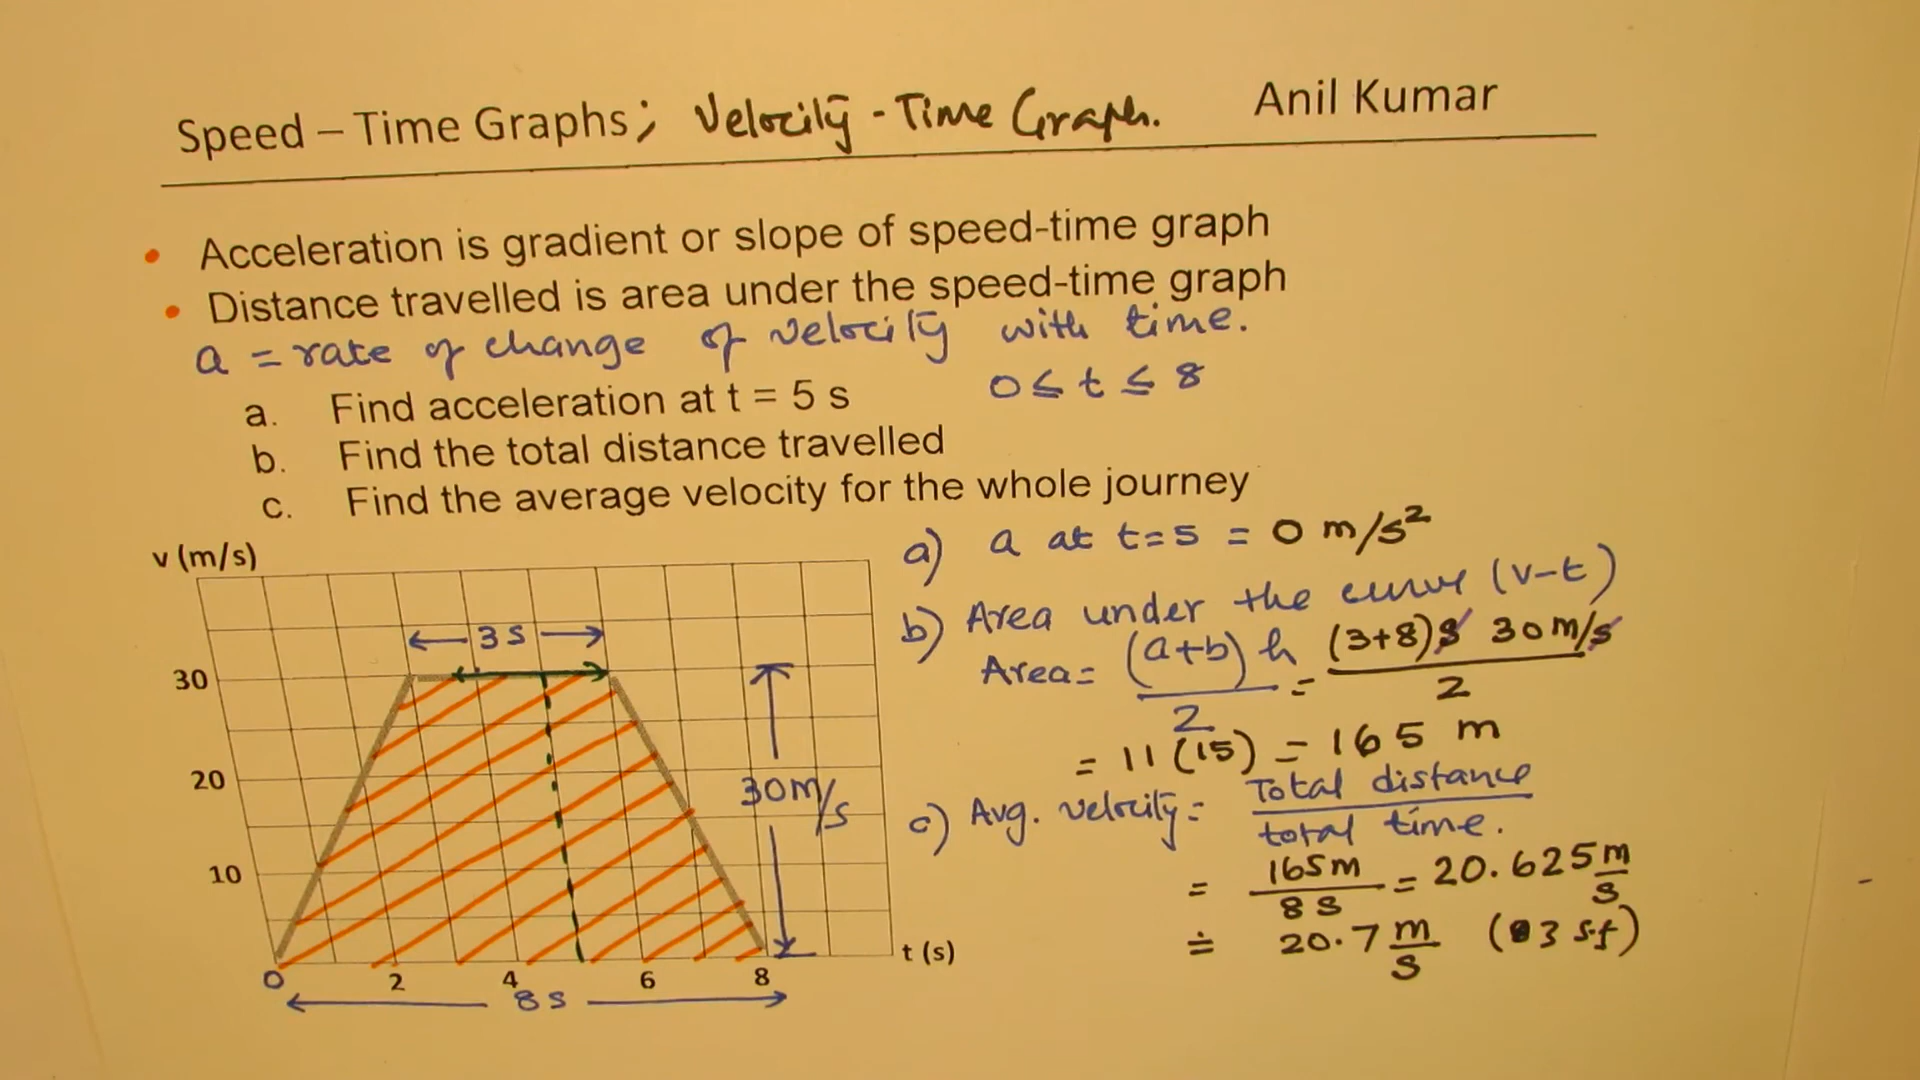 Speed – Time Graphs; Velocity - Time Graph. Anil Kumar
• Acceleration is gradient or slope of speed-time graph
• Distance travelled is area under the speed-time graph
a = rate of change of velocity with time.
a. Find acceleration at t = 5 s 0 ≤ t ≤ 8
b. Find the total distance travelled
c. Find the average velocity for the whole journey
a) a at t=5 = 0 m/s²
b) Area under the curve (v-t)
Area = (a+b) h / 2 = (3+8)s 30 m/s / 2
= 11 (15) = 165 m
c) Avg. velocity = Total distance / total time.
= 165m / 8 s = 20.625 m/s
≐ 20.7 m/s (3 s.f)
v (m/s)
3 s
30
20
10
30m/s
t (s)
0 2 4 6 8
8 s